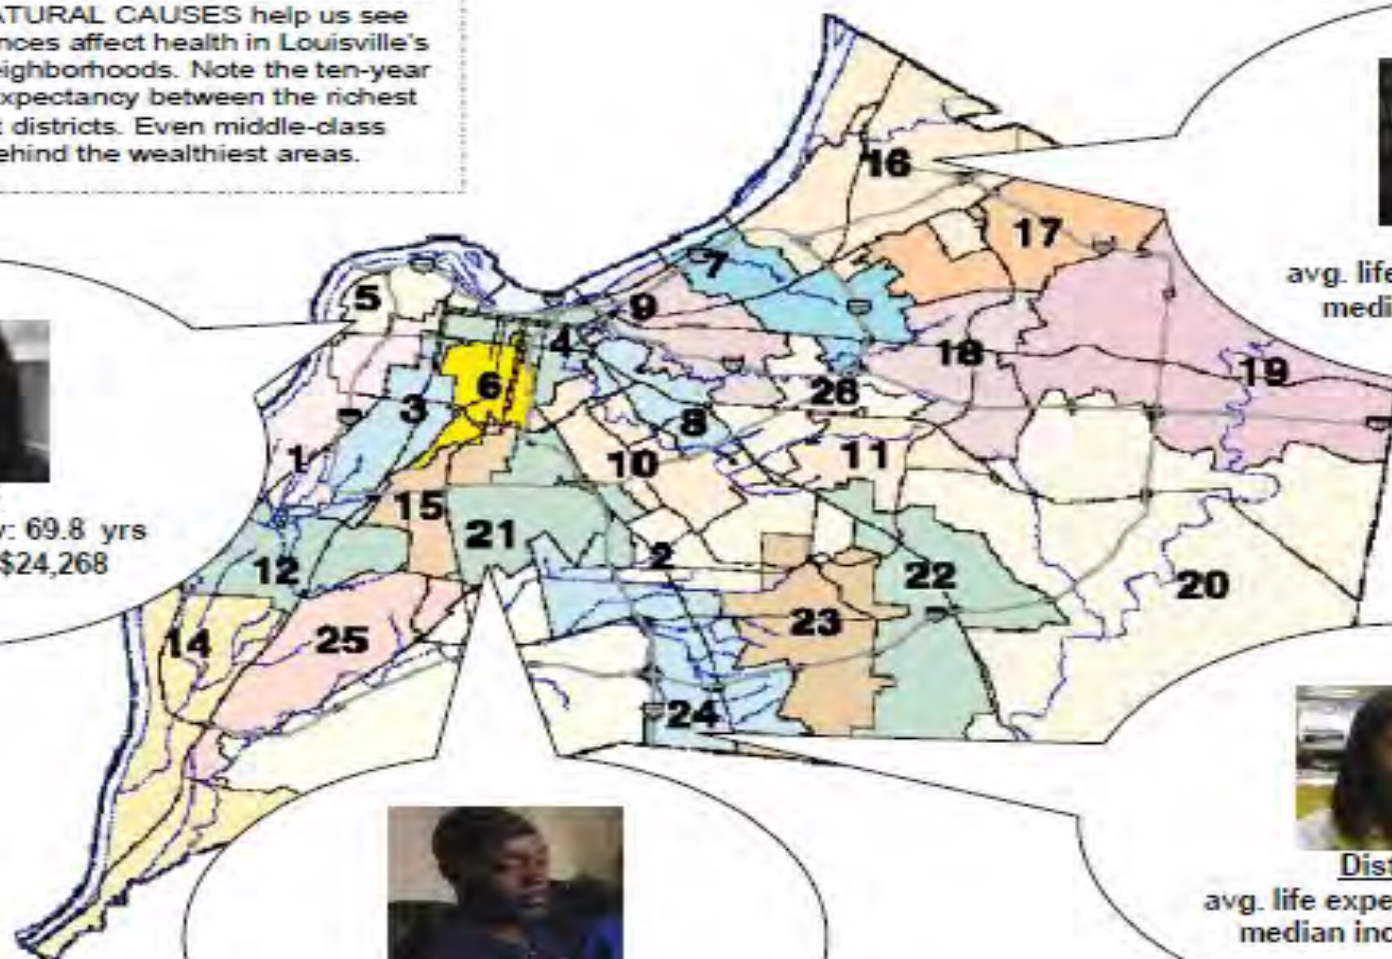 ATURAL CAUSES help us see
nces affect health in Louisville's
eighborhoods. Note the ten-year
xpectancy between the richest
t districts. Even middle-class
ehind the wealthiest areas.
16
17
7
5
9
avg. life
medi
4
18
19
6
26
3
8
1
10
11
15
21
y: 69.8 yrs
$24,268
2
12
22
20
14
25
23
24
Dist
avg. life expe
median inc